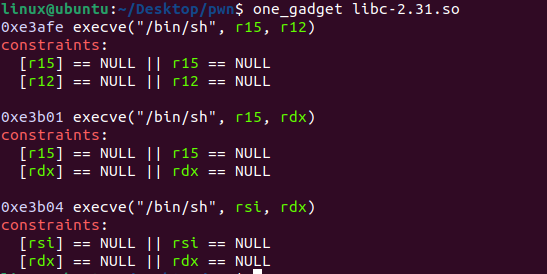 linux@ubuntu:~/Desktop/pwn$ one_gadget libc-2.31.so
0xe3afe execve("/bin/sh", r15, r12)
constraints:
  [r15] == NULL || r15 == NULL
  [r12] == NULL || r12 == NULL

0xe3b01 execve("/bin/sh", r15, rdx)
constraints:
  [r15] == NULL || r15 == NULL
  [rdx] == NULL || rdx == NULL

0xe3b04 execve("/bin/sh", rsi, rdx)
constraints:
  [rsi] == NULL || rsi == NULL
  [rdx] == NULL || rdx == NULL